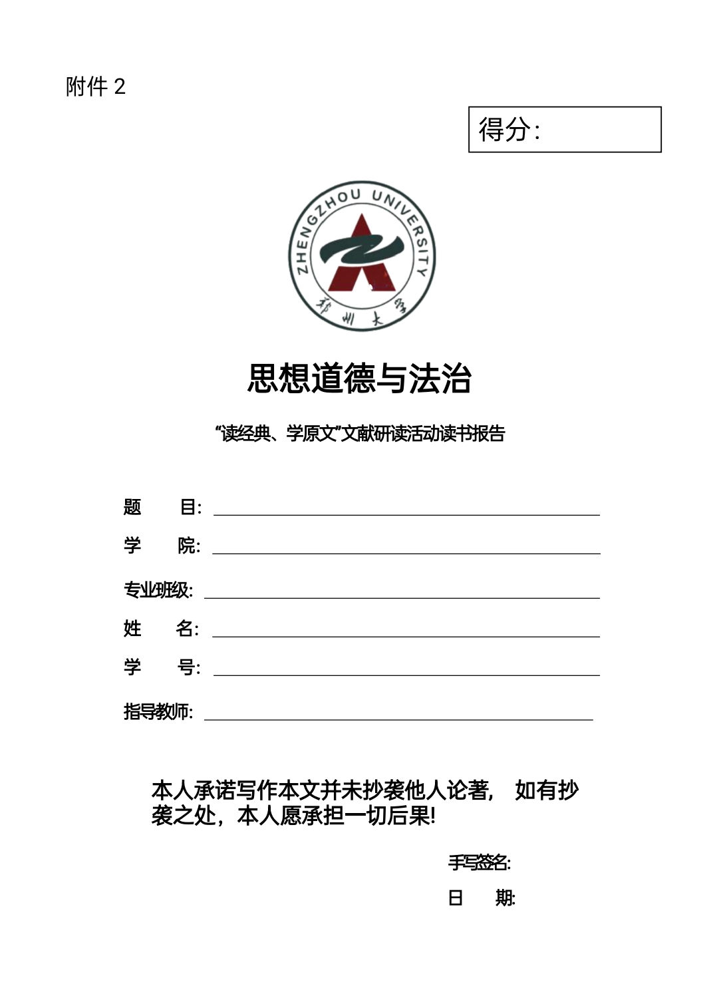 附件 2
得分：
ZHENGZHOU UNIVERSITY
郑州大学
思想道德与法治
“读经典、学原文”文献研读活动读书报告
题 目：
学 院：
专业班级：
姓 名：
学 号：
指导教师：
本人承诺写作本文并未抄袭他人论著， 如有抄
袭之处，本人愿承担一切后果!
手写签名：
日 期：